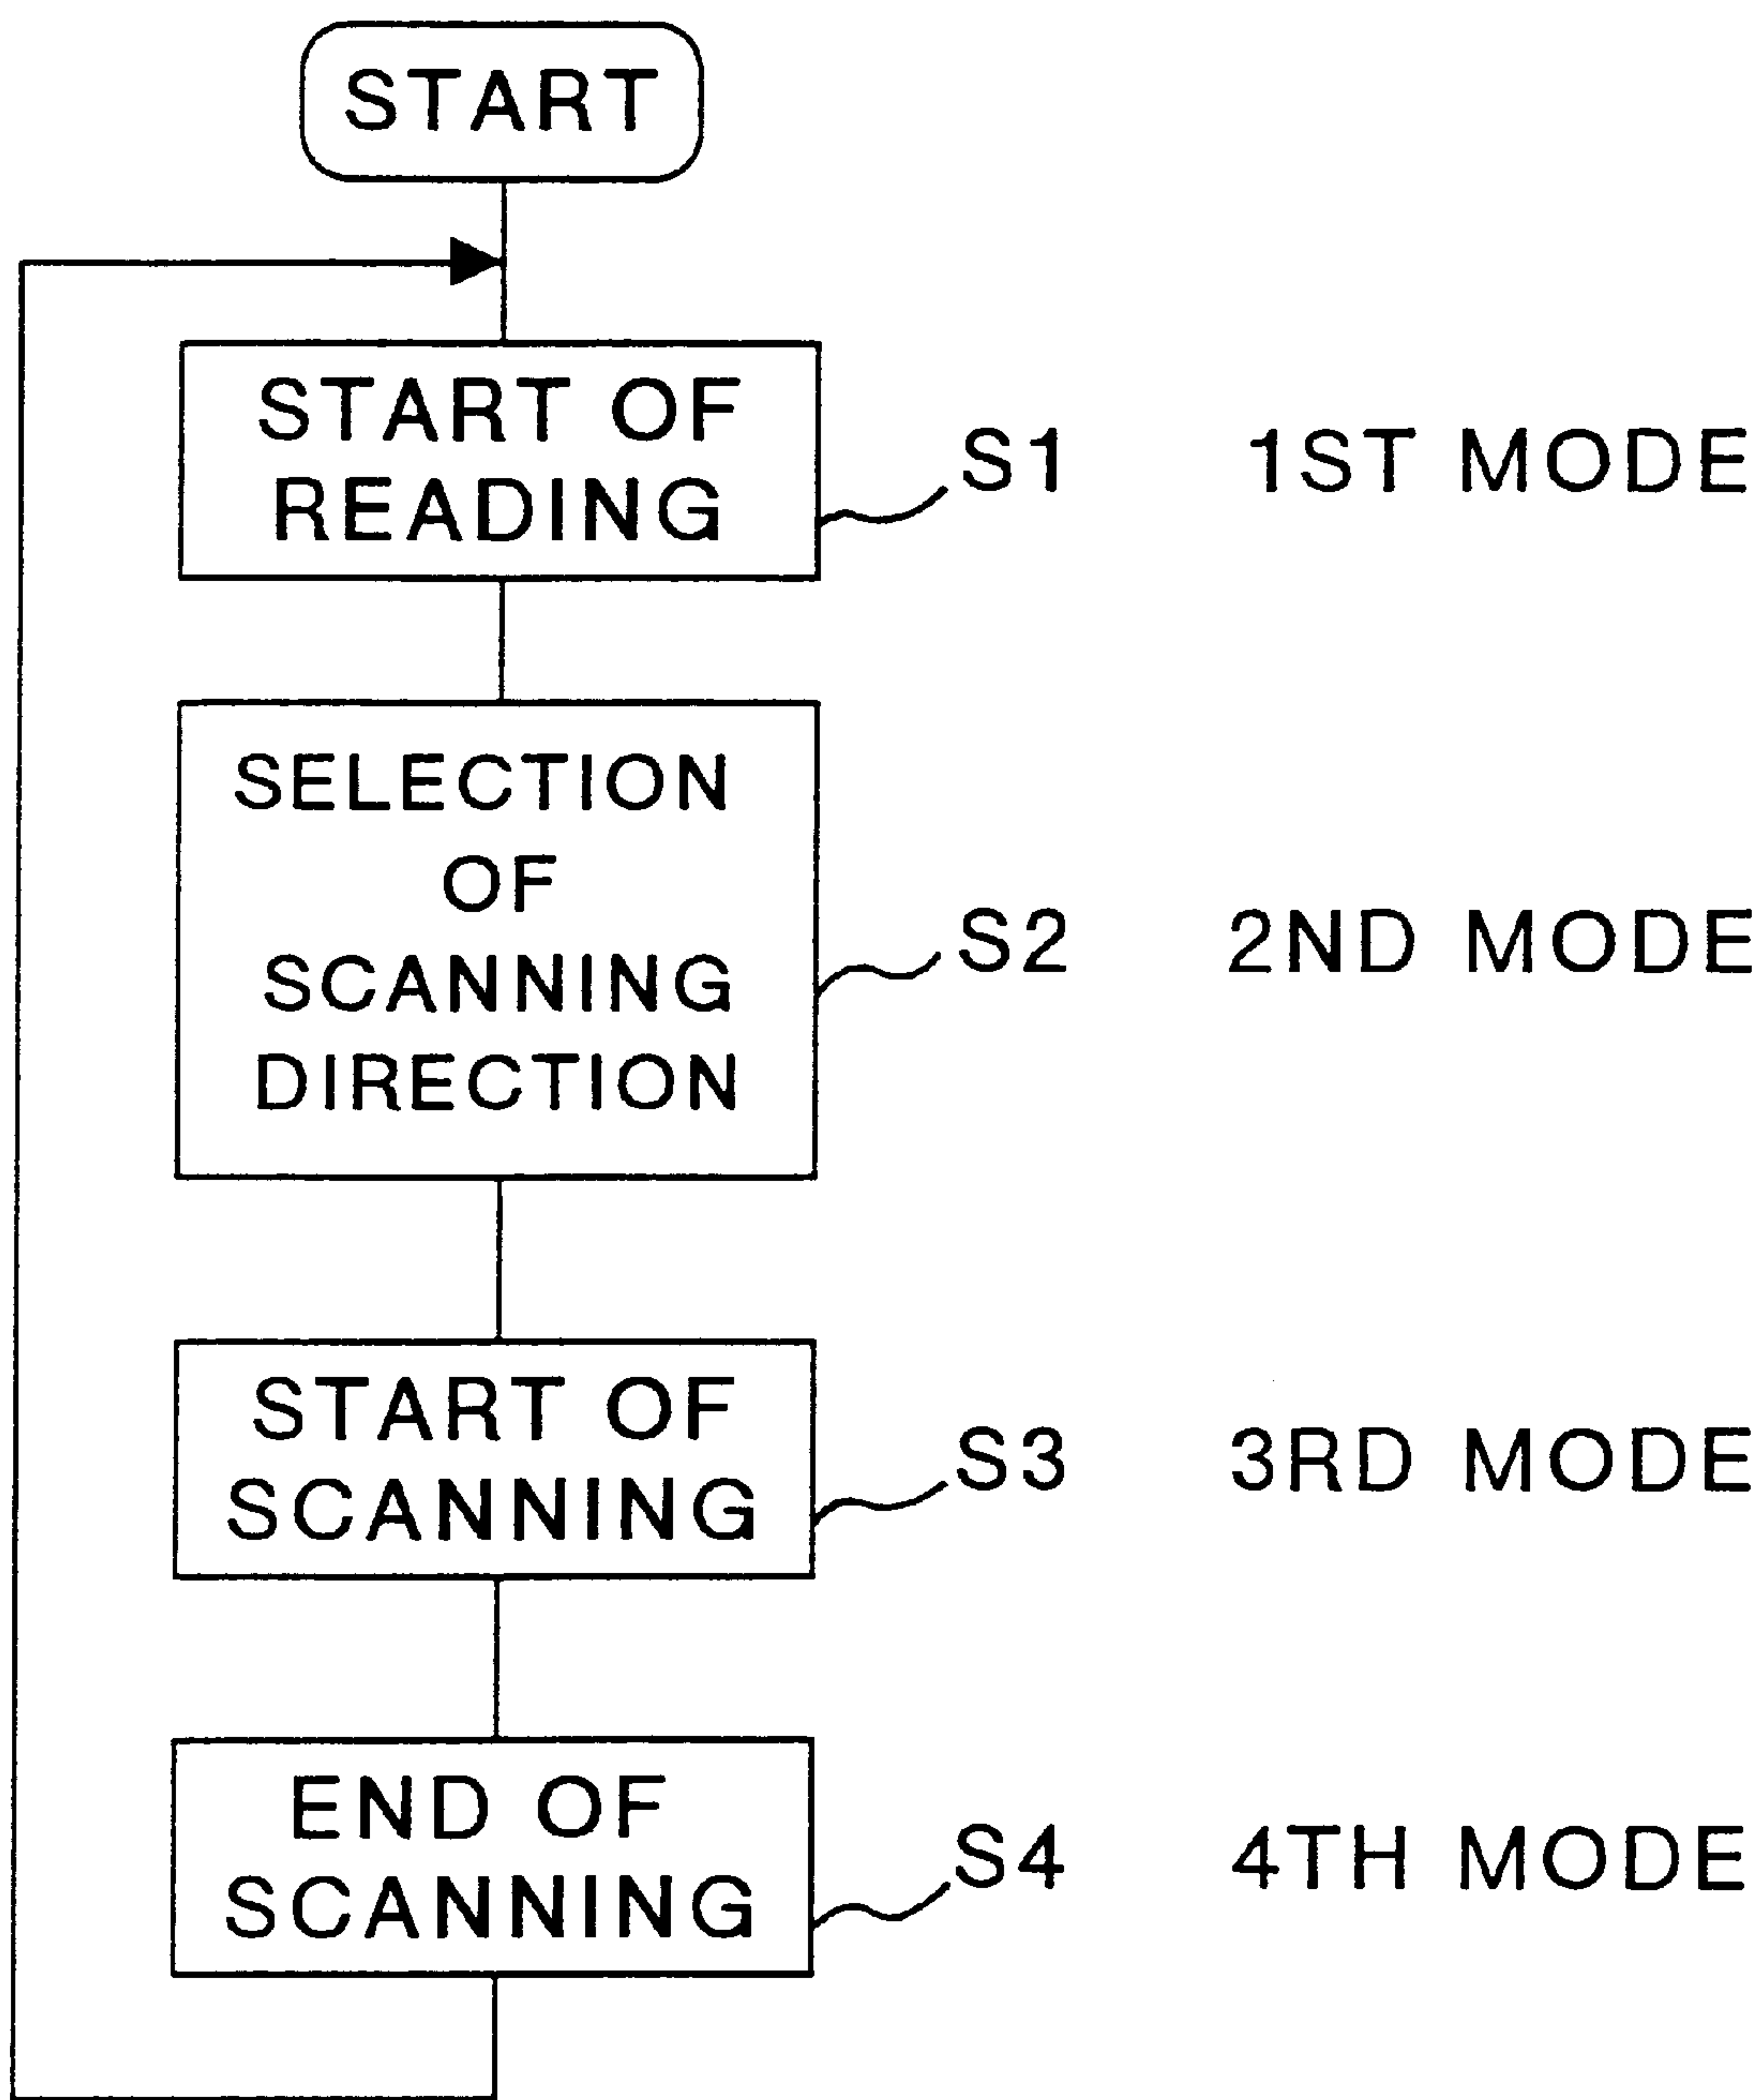 START
START OF
READING
S1 1ST MODE
SELECTION
OF
SCANNING
DIRECTION
S2 2ND MODE
START OF
SCANNING
S3 3RD MODE
END OF
SCANNING
S4 4TH MODE